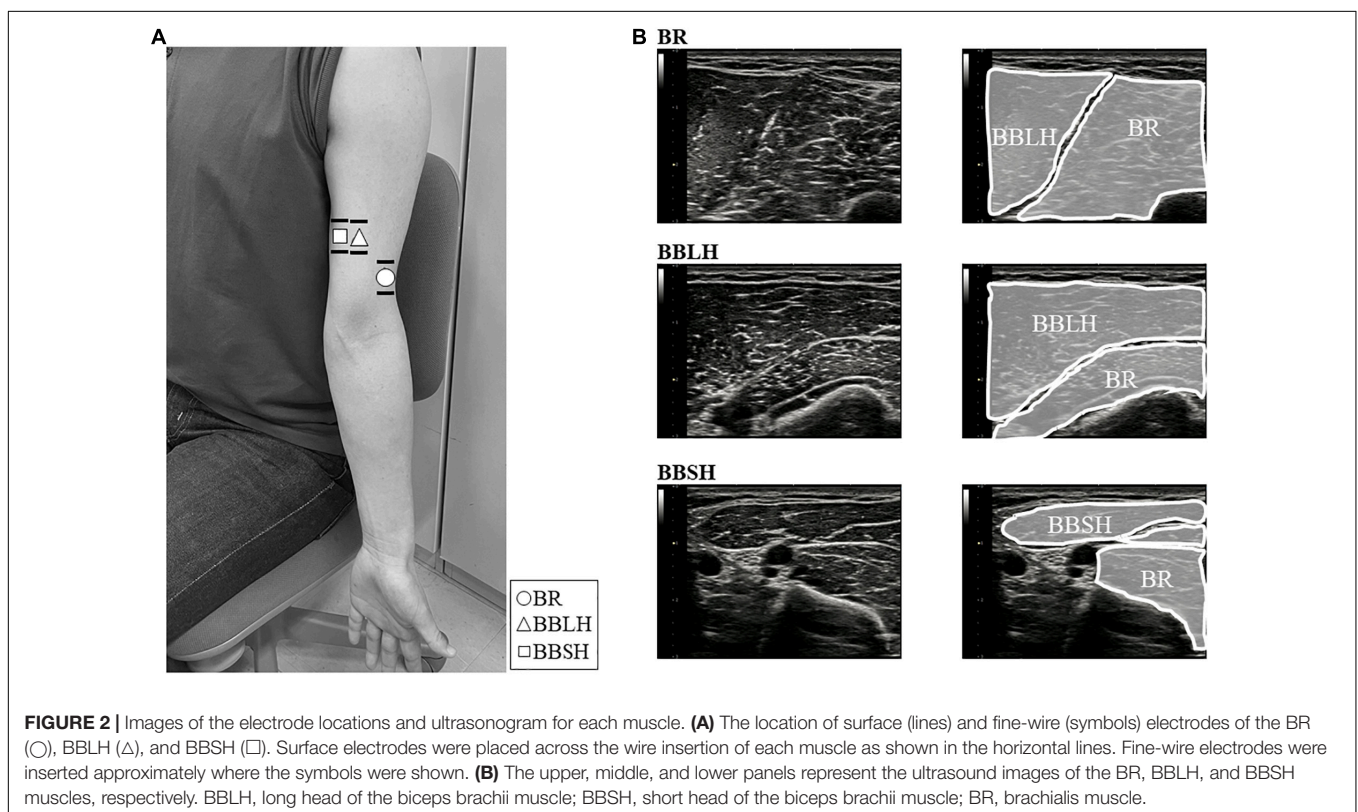 A
B BR
BBLH
BR
BBLH
BBLH
BR
BBSH
BBSH
BR
○BR
△BBLH
□BBSH
FIGURE 2 | Images of the electrode locations and ultrasonogram for each muscle. (A) The location of surface (lines) and fine-wire (symbols) electrodes of the BR
(○), BBLH (△), and BBSH (□). Surface electrodes were placed across the wire insertion of each muscle as shown in the horizontal lines. Fine-wire electrodes were
inserted approximately where the symbols were shown. (B) The upper, middle, and lower panels represent the ultrasound images of the BR, BBLH, and BBSH
muscles, respectively. BBLH, long head of the biceps brachii muscle; BBSH, short head of the biceps brachii muscle; BR, brachialis muscle.